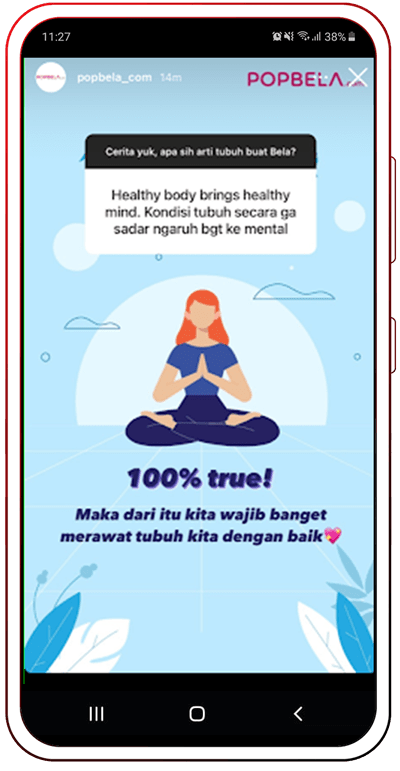 11:27
38%
popbela_com 14m
POPBELA
Cerita yuk, apa sih arti tubuh buat Bela?
Healthy body brings healthy
mind. Kondisi tubuh secara ga
sadar ngaruh bgt ke mental
100% true!
Maka dari itu kita wajib banget
merawat tubuh kita dengan baik💖